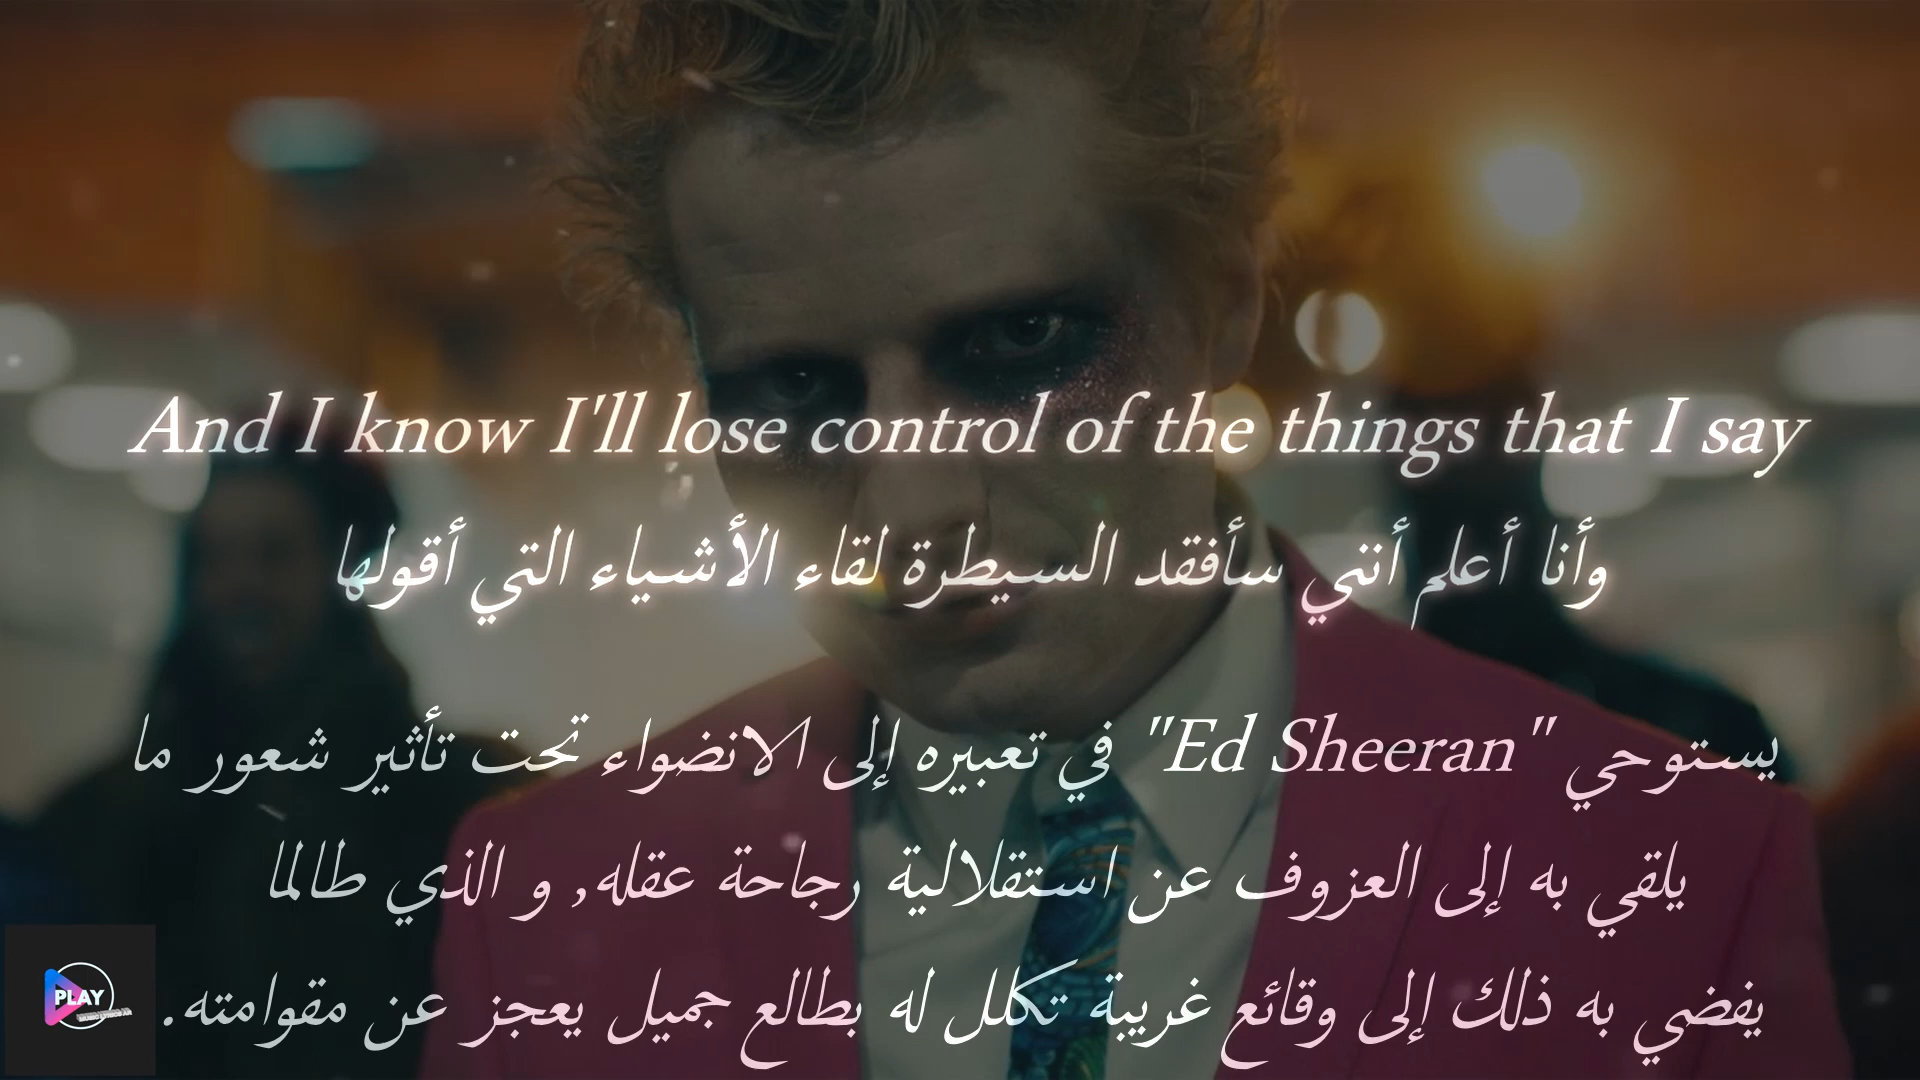 And I know I'll lose control of the things that I say
وأنا أعلم أنني سأفقد السيطرة لقاء الأشياء التي أقولها
يستوحي "Ed Sheeran" في تعبيره إلى الانضواء تحت تأثير شعور ما
يلقي به إلى العزوف عن استقلالية رجاحة عقله, و الذي طالما
يفضي به ذلك إلى وقائع غريبة تكلل له بطالع جميل يعجز عن مقوامته.
PLAY